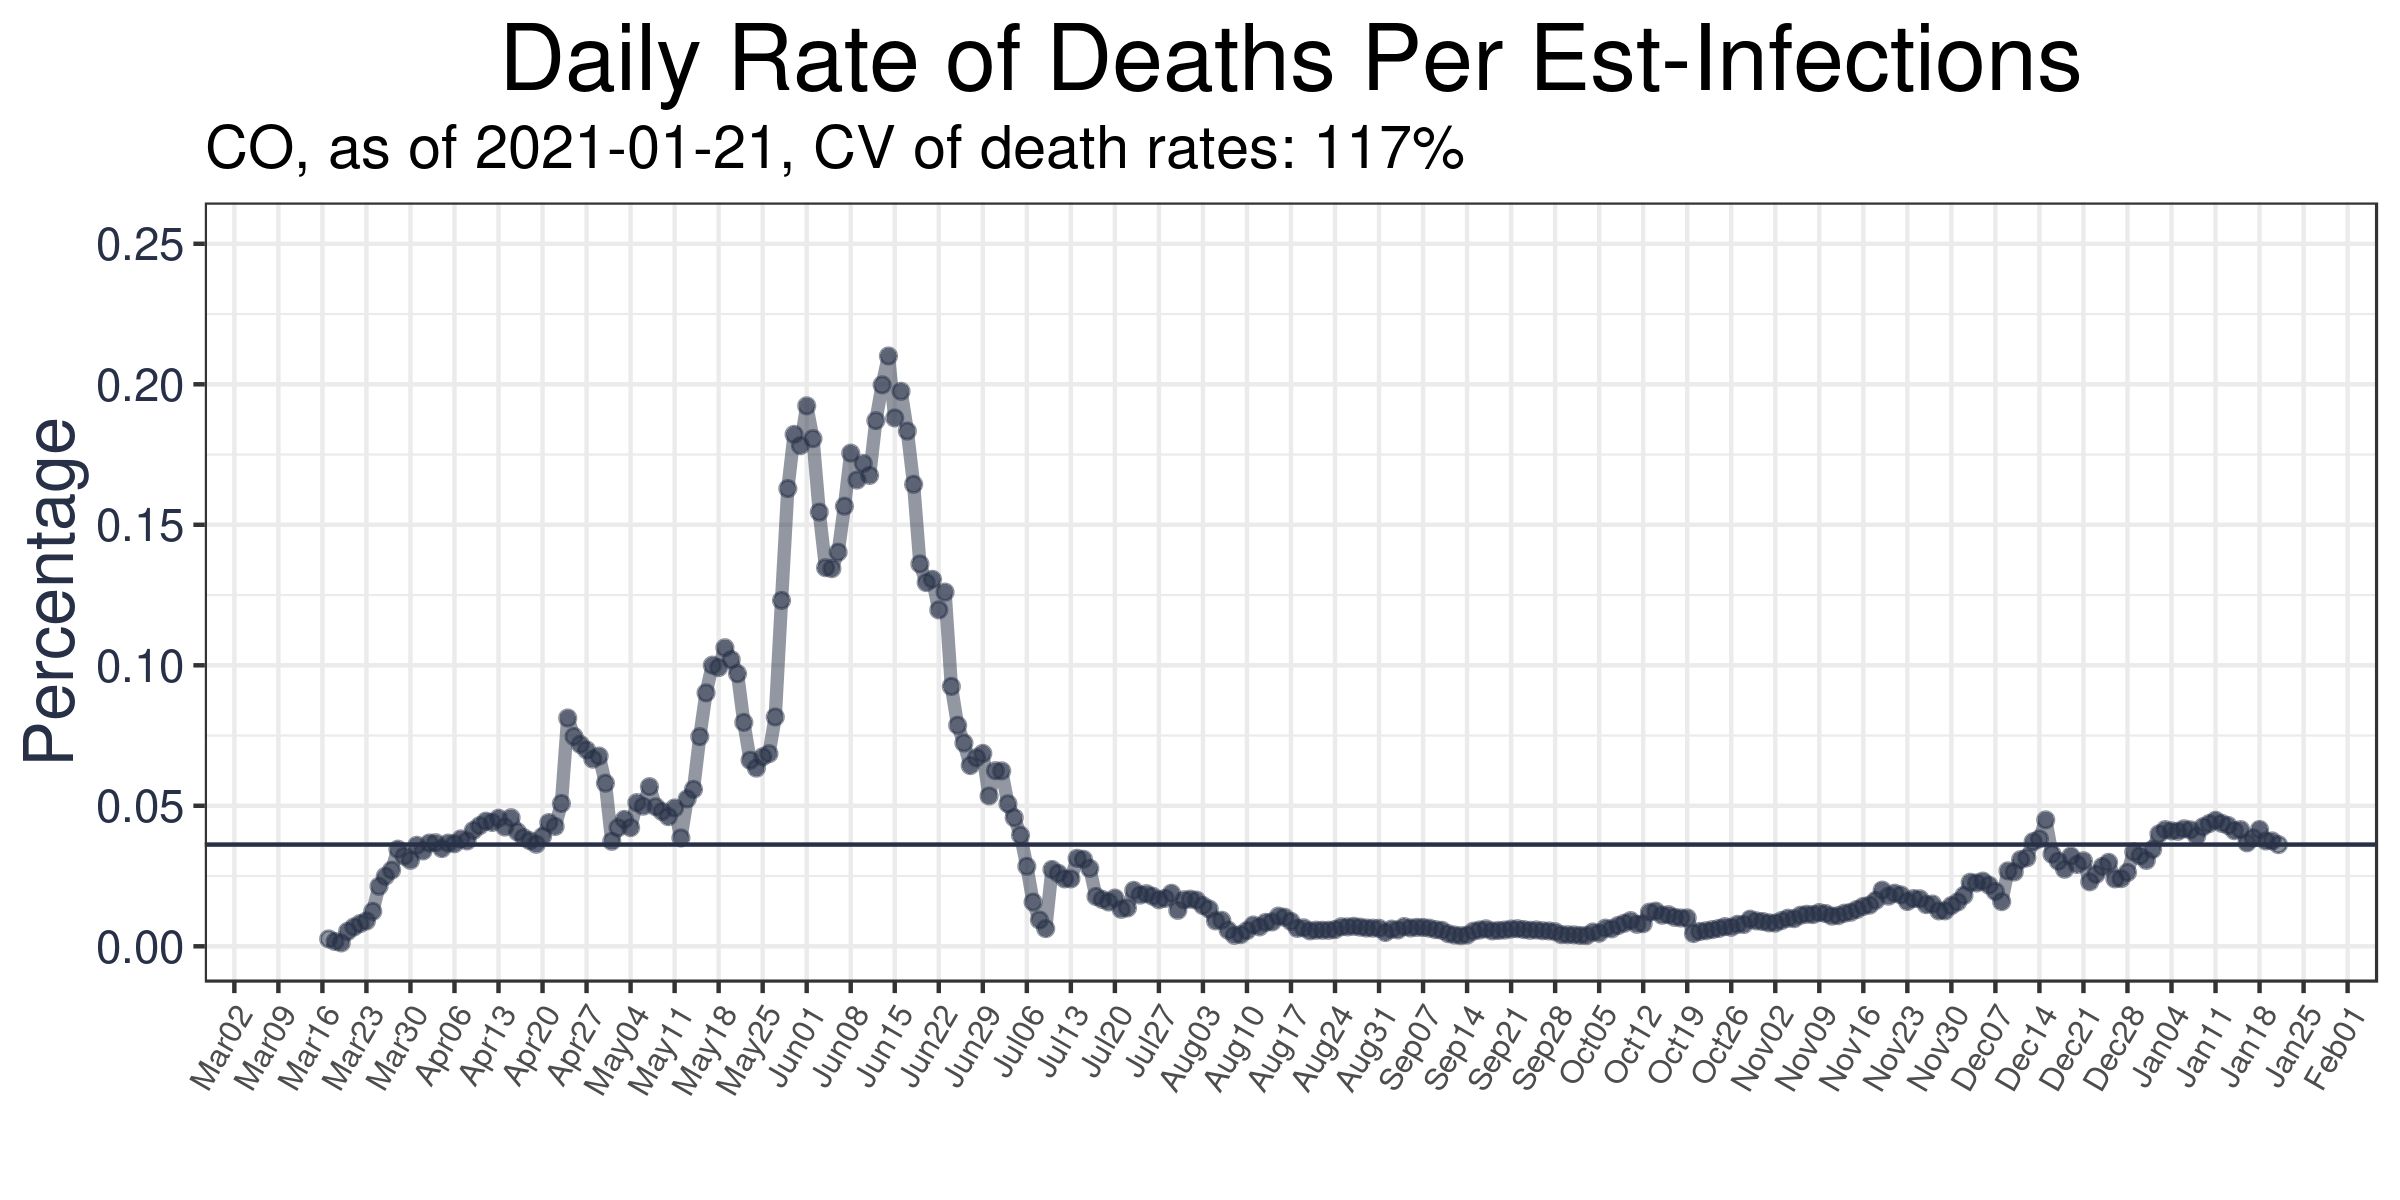 Daily Rate of Deaths Per Est-Infections
CO, as of 2021-01-21, CV of death rates: 117%
Percentage
0.25
0.20
0.15
0.10
0.05
0.00
Mar02
Mar09
Mar16
Mar23
Mar30
Apr06
Apr13
Apr20
Apr27
May04
May11
May18
May25
Jun01
Jun08
Jun15
Jun22
Jun29
Jul06
Jul13
Jul20
Jul27
Aug03
Aug10
Aug17
Aug24
Aug31
Sep07
Sep14
Sep21
Sep28
Oct05
Oct12
Oct19
Oct26
Nov02
Nov09
Nov16
Nov23
Nov30
Dec07
Dec14
Dec21
Dec28
Jan04
Jan11
Jan18
Jan25
Feb01